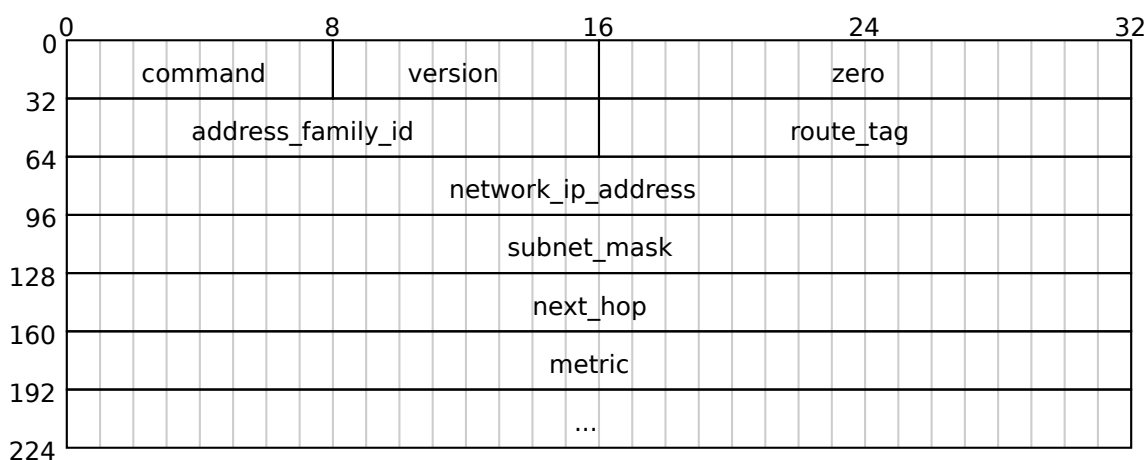 0 8 16 24 32
0
command version zero
32
address_family_id route_tag
64
network_ip_address
96
subnet_mask
128
next_hop
160
metric
192
...
224